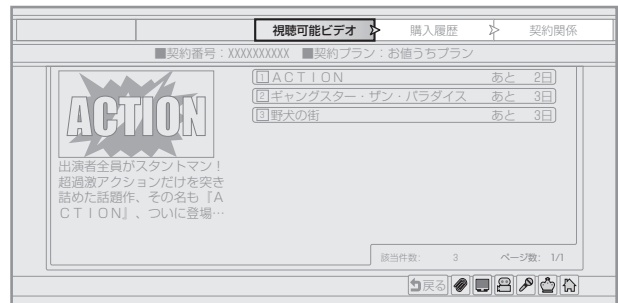 視聴可能ビデオ 購入履歴 契約関係
■契約番号：XXXXXXXXXX ■契約プラン：お値うちプラン
ACTION
1 ＡＣＴＩＯＮ あと 2日
2 ギャングスター・ザン・パラダイス あと 3日
3 野犬の街 あと 3日
出演者全員がスタントマン！
超過激アクションだけを突き
詰めた話題作、その名も『Ａ
ＣＴＩＯＮ』、ついに登場…
該当件数: 3 ページ数: 1/1
戻る